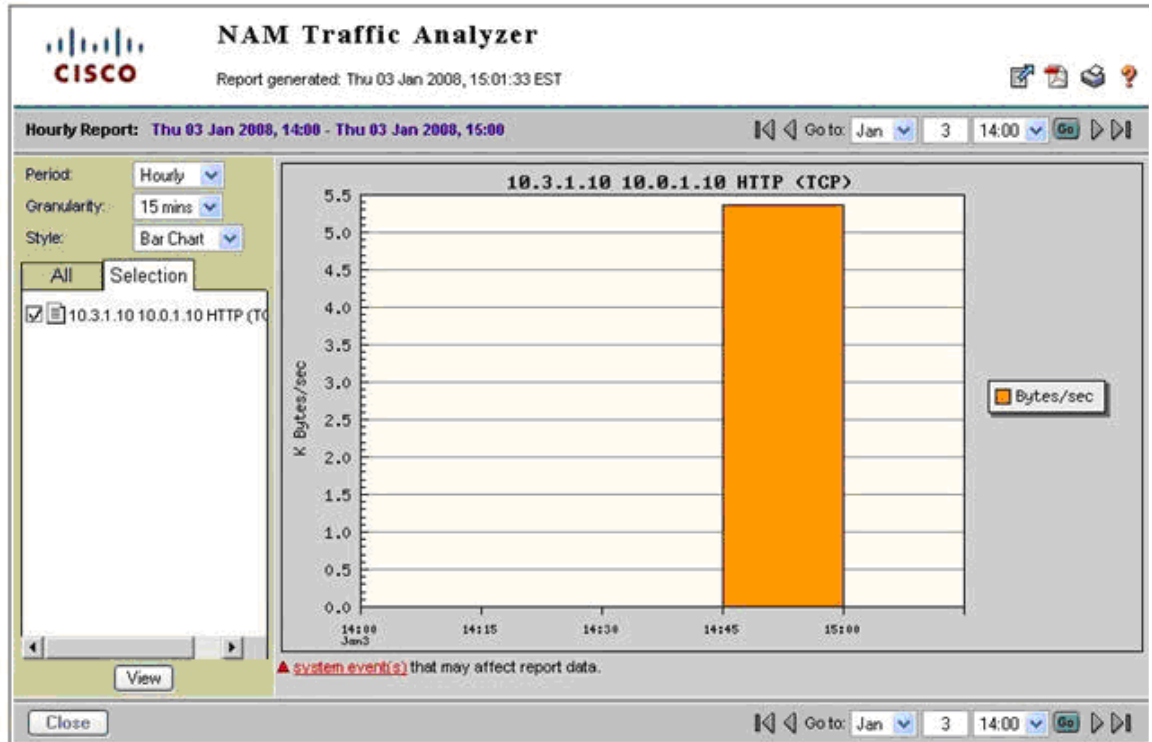 CISCO
NAM Traffic Analyzer
Report generated: Thu 03 Jan 2008, 15:01:33 EST
Hourly Report: Thu 03 Jan 2008, 14:00 - Thu 03 Jan 2008, 15:00
Go to: Jan 3 14:00 Go
Period: Hourly
Granularity: 15 mins
Style: Bar Chart
All Selection
10.3.1.10 10.0.1.10 HTTP (TC
View
10.3.1.10 10.0.1.10 HTTP (TCP)
K Bytes/sec
5.5
5.0
4.5
4.0
3.5
3.0
2.5
2.0
1.5
1.0
0.5
0.0
14:00 14:15 14:30 14:45 15:00
Jan3
Bytes/sec
system event(s) that may affect report data.
Close
Go to: Jan 3 14:00 Go